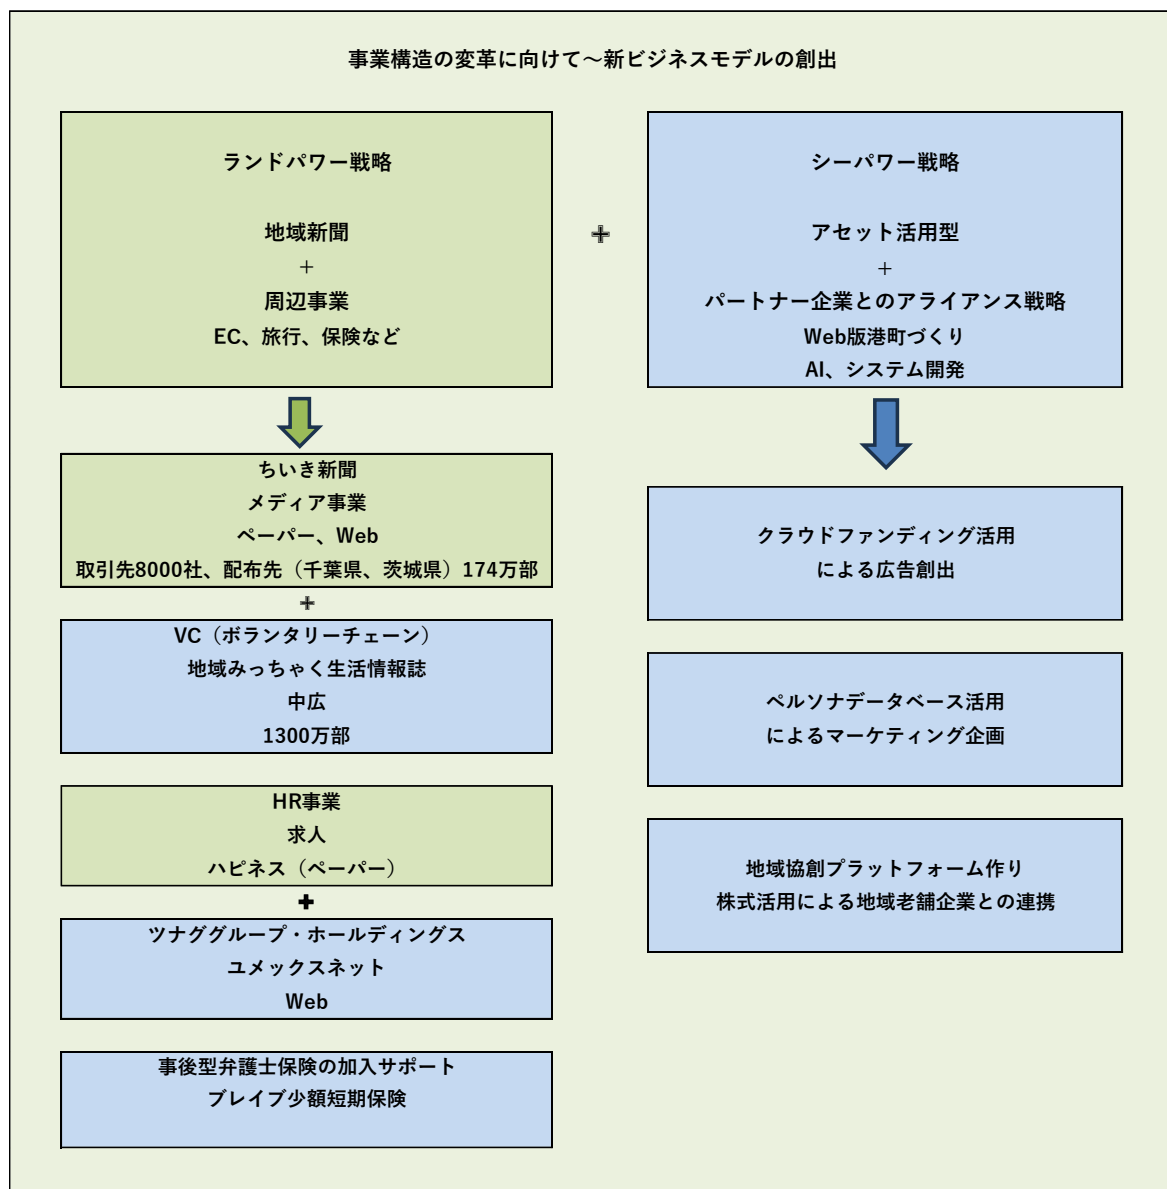 事業構造の変革に向けて～新ビジネスモデルの創出
ランドパワー戦略
地域新聞
＋
周辺事業
EC、旅行、保険など
+
シーパワー戦略
アセット活用型
＋
パートナー企業とのアライアンス戦略
Web版港町づくり
AI、システム開発
ちいき新聞
メディア事業
ペーパー、Web
取引先8000社、配布先（千葉県、茨城県）174万部
+
VC（ボランタリーチェーン）
地域みっちゃく生活情報誌
中広
1300万部
HR事業
求人
ハピネス（ペーパー）
+
ツナググループ・ホールディングス
ユメックスネット
Web
事後型弁護士保険の加入サポート
ブレイブ少額短期保険
クラウドファンディング活用
による広告創出
ペルソナデータベース活用
によるマーケティング企画
地域協創プラットフォーム作り
株式活用による地域老舗企業との連携